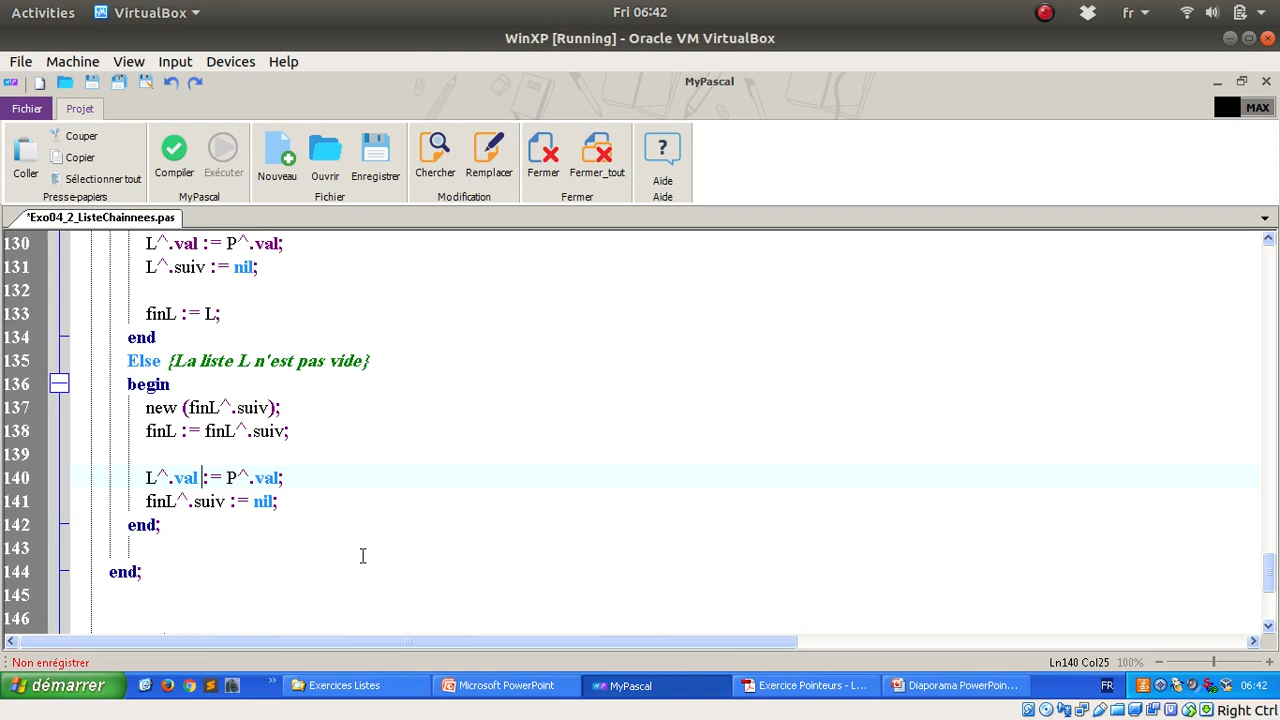 Activities VirtualBox Fri 06:42 fr
WinXP [Running] - Oracle VM VirtualBox
File Machine View Input Devices Help
MyPascal
Fichier Projet MAX
Coller Couper Copier Sélectionner tout
Compiler Exécuter Nouveau Ouvrir Enregistrer Chercher Remplacer Fermer Fermer_tout Aide
Presse-papiers MyPascal Fichier Modification Fermer Aide
*Exo04_2_ListeChainnees.pas
130 L^.val := P^.val;
131 L^.suiv := nil;
132
133 finL := L;
134 end
135 Else {La liste L n'est pas vide}
136 begin
137 new (finL^.suiv);
138 finL := finL^.suiv;
139
140 L^.val := P^.val;
141 finL^.suiv := nil;
142 end;
143
144 end;
145
146
Non enrégistrer Ln140 Col25 100%
démarrer Exercices Listes Microsoft PowerPoint MyPascal Exercice Pointeurs - L... Diaporama PowerPoin... FR 06:42
Right Ctrl